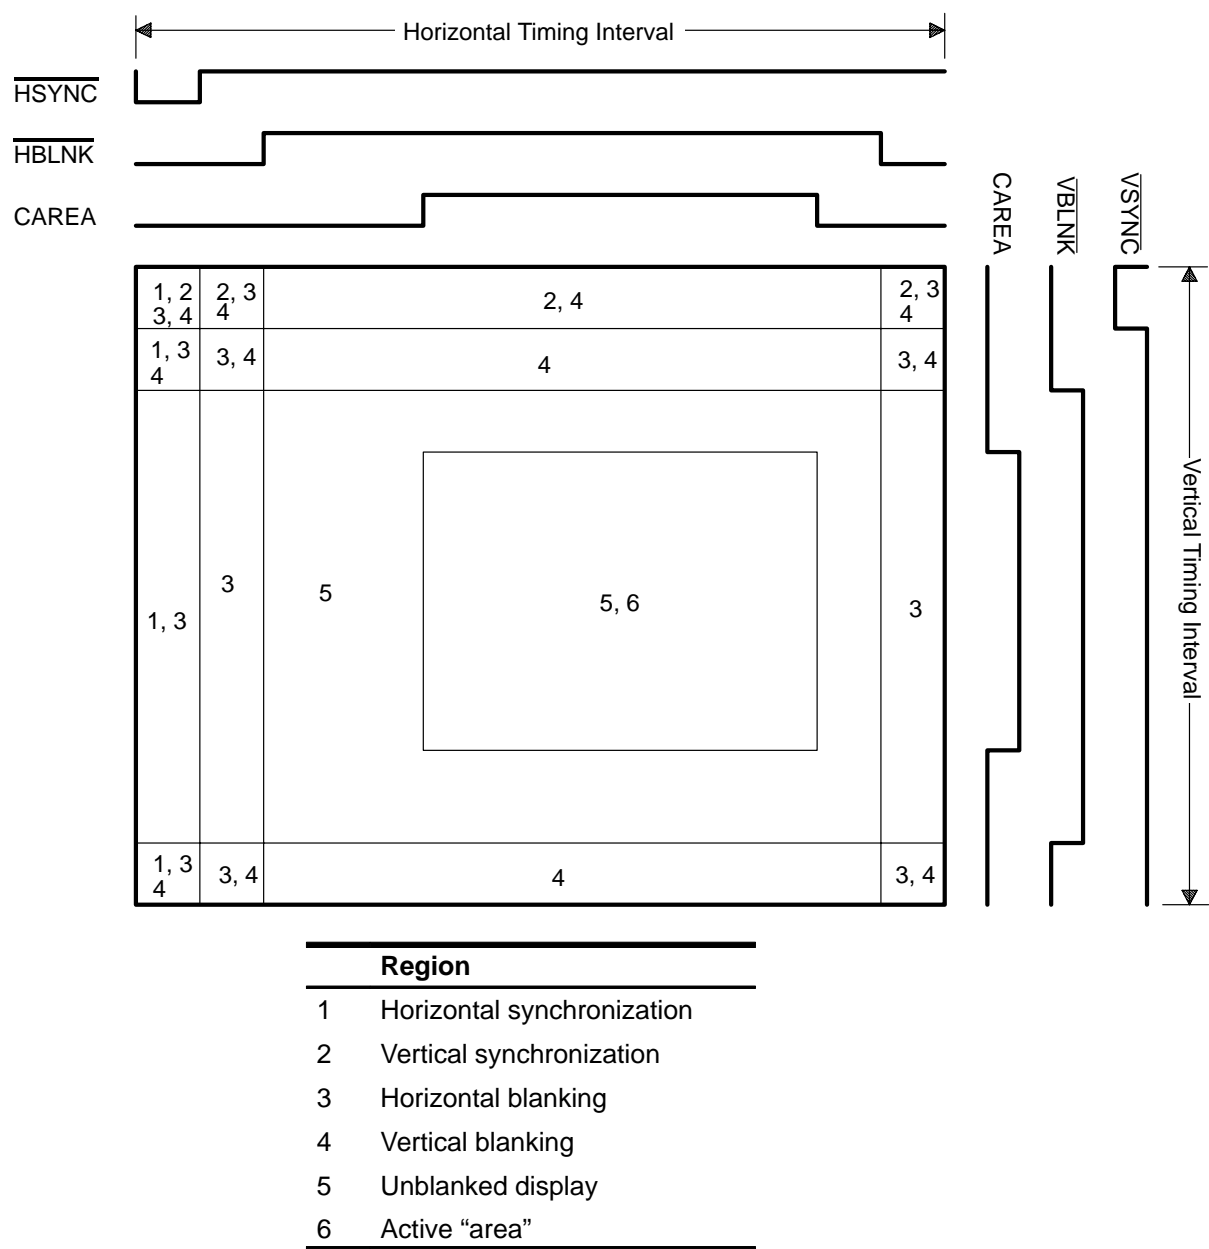 Horizontal Timing Interval
HSYNC
HBLNK
CAREA
CAREA
VBLNK
VSYNC
1, 2
3, 4
2, 3
4
2, 4
2, 3
4
1, 3
4
3, 4
4
3, 4
1, 3
3
5
5, 6
3
1, 3
4
3, 4
4
3, 4
Vertical Timing Interval
Region
1 Horizontal synchronization
2 Vertical synchronization
3 Horizontal blanking
4 Vertical blanking
5 Unblanked display
6 Active “area”